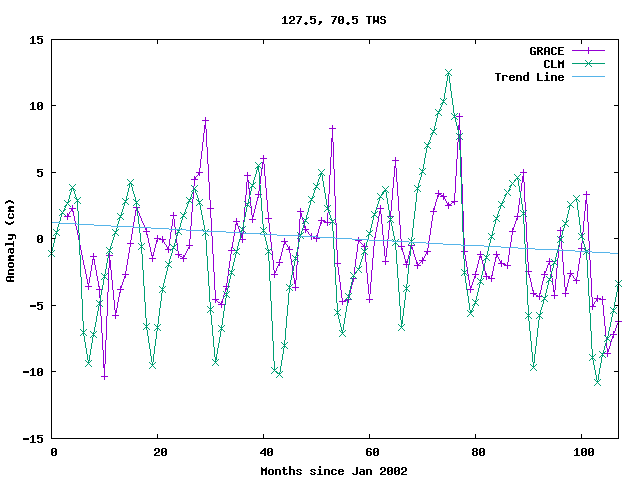 127.5, 70.5 TWS
GRACE
CLM
Trend Line
15
10
5
0
-5
-10
-15
Anomaly (cm)
0 20 40 60 80 100
Months since Jan 2002